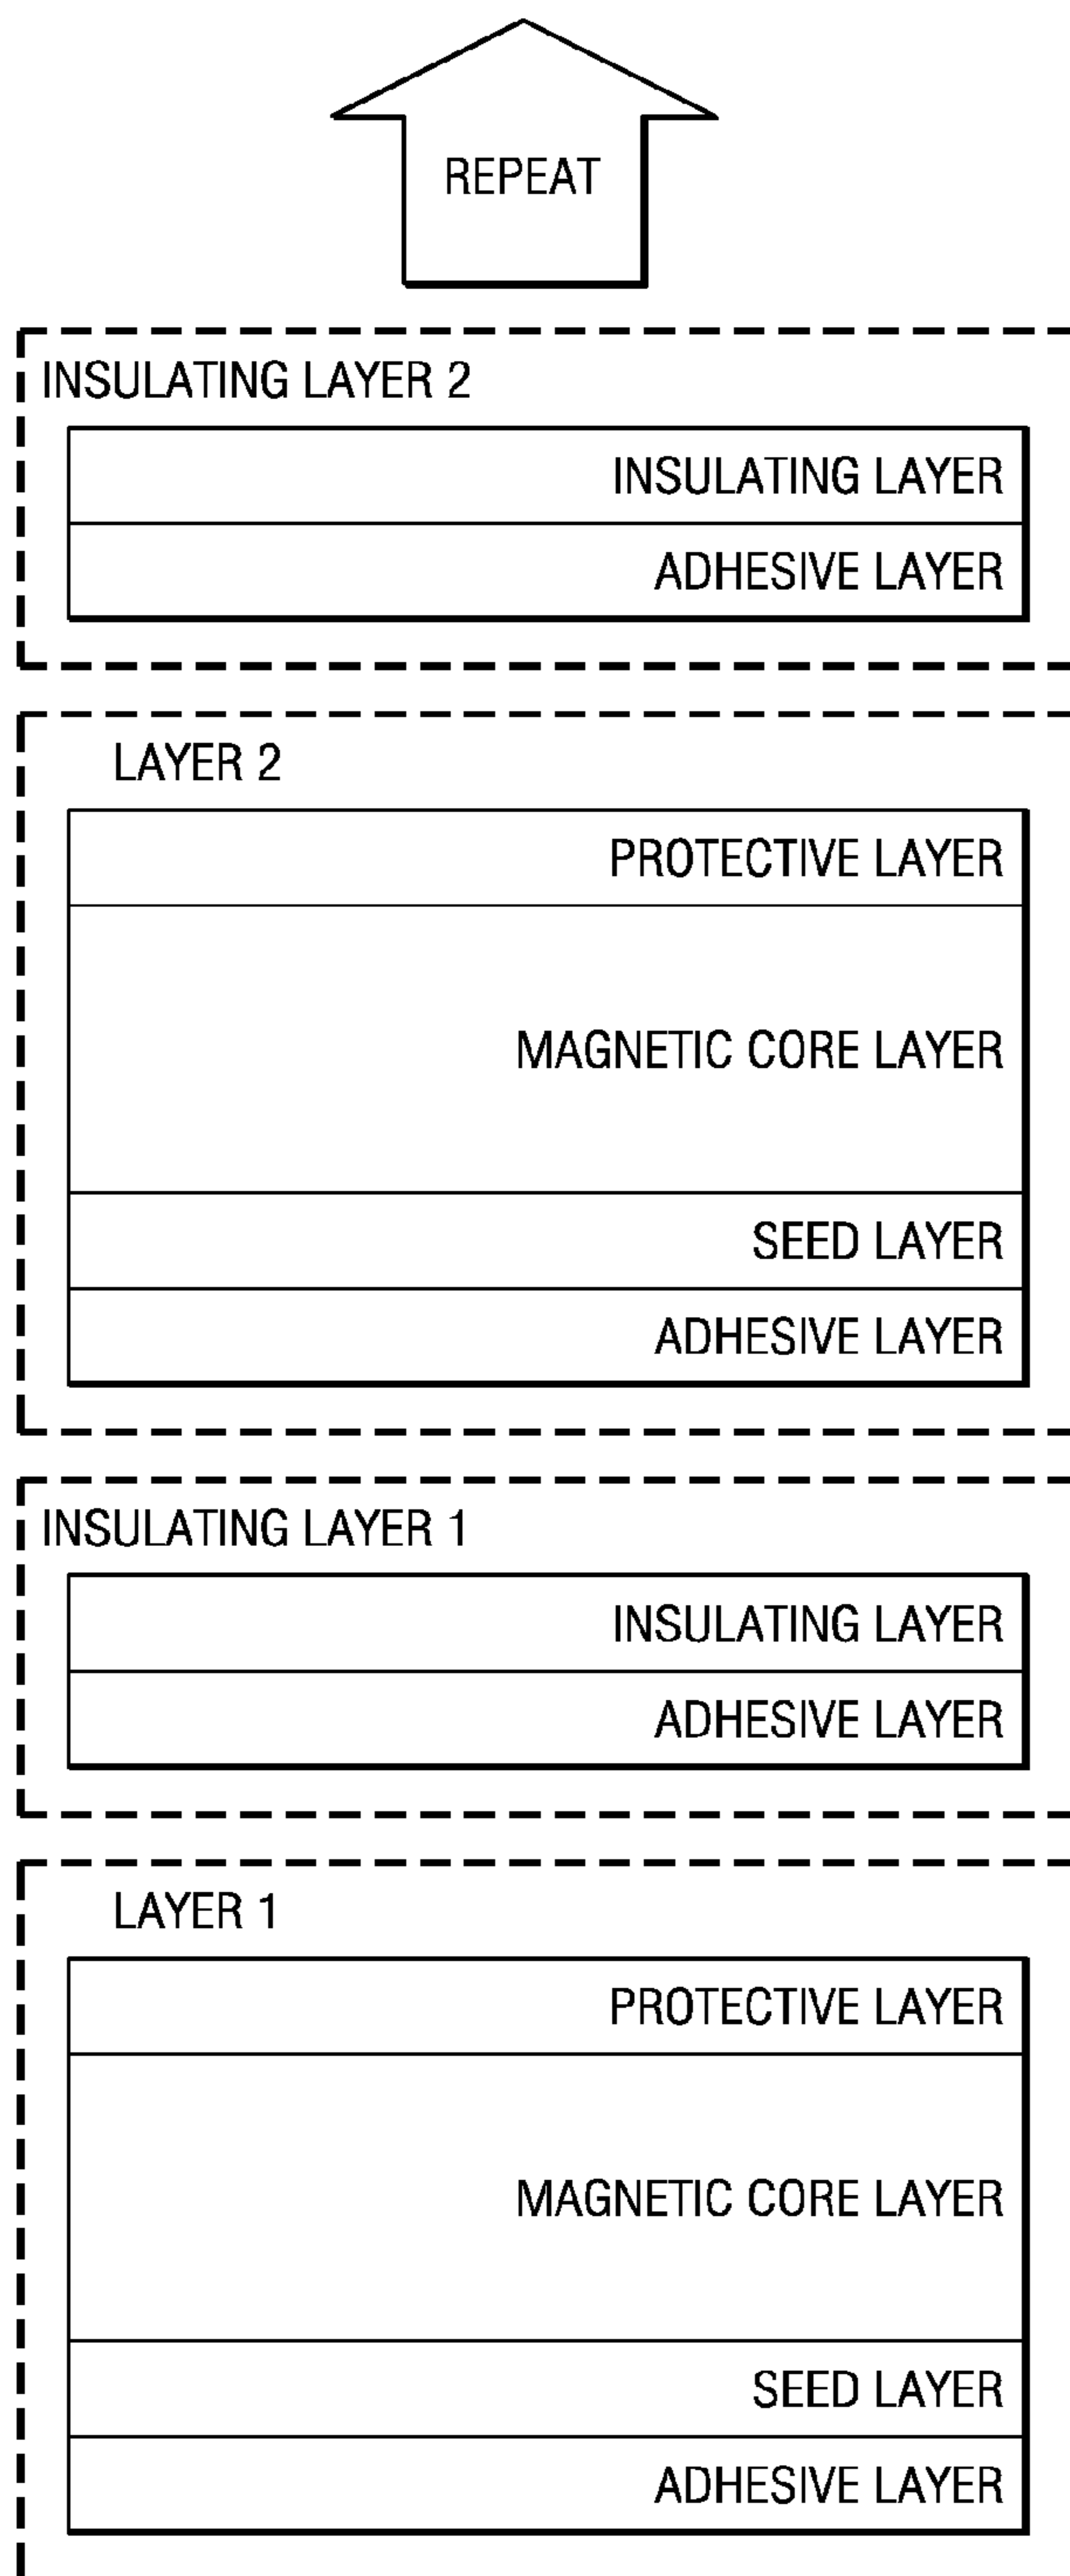 REPEAT
INSULATING LAYER 2
INSULATING LAYER
ADHESIVE LAYER
LAYER 2
PROTECTIVE LAYER
MAGNETIC CORE LAYER
SEED LAYER
ADHESIVE LAYER
INSULATING LAYER 1
INSULATING LAYER
ADHESIVE LAYER
LAYER 1
PROTECTIVE LAYER
MAGNETIC CORE LAYER
SEED LAYER
ADHESIVE LAYER